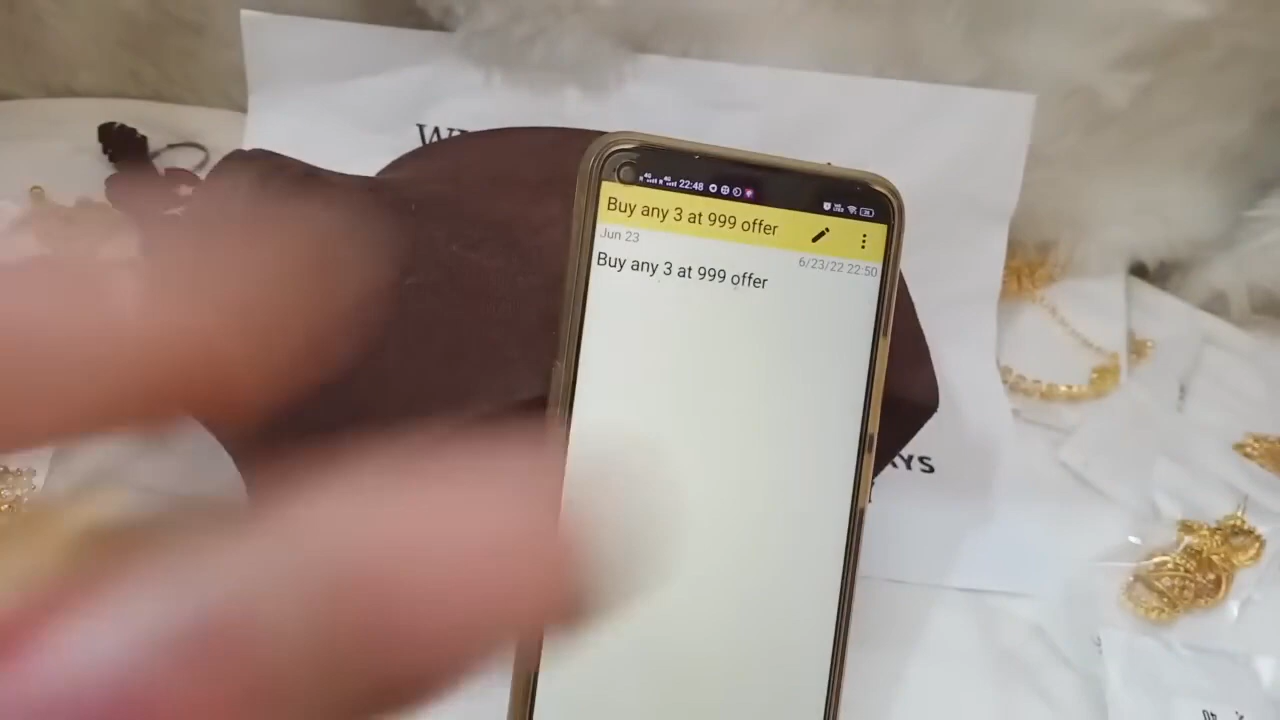 22:48
Buy any 3 at 999 offer
Jun 23
6/23/22 22:50
Buy any 3 at 999 offer